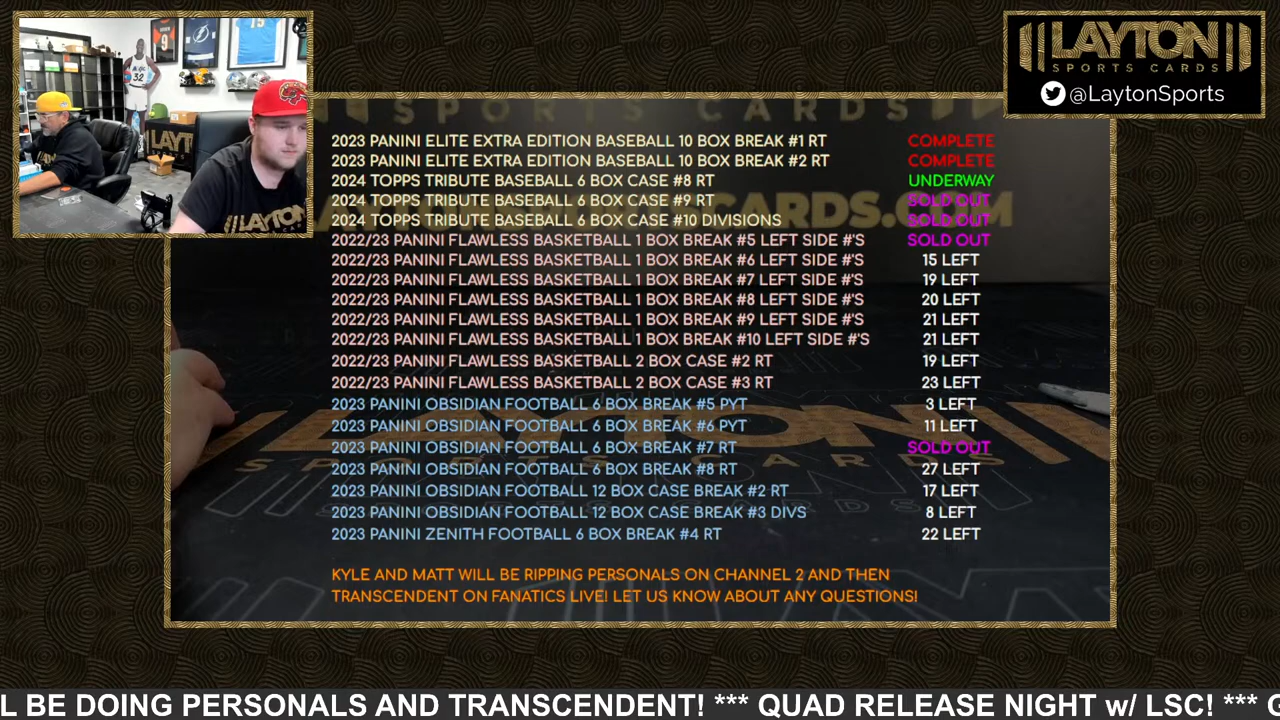 LAYTON
SPORTS CARDS
@LaytonSports
SPORTS CARDS
2023 PANINI ELITE EXTRA EDITION BASEBALL 10 BOX BREAK #1 RT COMPLETE
2023 PANINI ELITE EXTRA EDITION BASEBALL 10 BOX BREAK #2 RT COMPLETE
2024 TOPPS TRIBUTE BASEBALL 6 BOX CASE #8 RT UNDERWAY
2024 TOPPS TRIBUTE BASEBALL 6 BOX CASE #9 RT SOLD OUT
2024 TOPPS TRIBUTE BASEBALL 6 BOX CASE #10 DIVISIONS SOLD OUT
2022/23 PANINI FLAWLESS BASKETBALL 1 BOX BREAK #5 LEFT SIDE #'S SOLD OUT
2022/23 PANINI FLAWLESS BASKETBALL 1 BOX BREAK #6 LEFT SIDE #'S 15 LEFT
2022/23 PANINI FLAWLESS BASKETBALL 1 BOX BREAK #7 LEFT SIDE #'S 19 LEFT
2022/23 PANINI FLAWLESS BASKETBALL 1 BOX BREAK #8 LEFT SIDE #'S 20 LEFT
2022/23 PANINI FLAWLESS BASKETBALL 1 BOX BREAK #9 LEFT SIDE #'S 21 LEFT
2022/23 PANINI FLAWLESS BASKETBALL 1 BOX BREAK #10 LEFT SIDE #'S 21 LEFT
2022/23 PANINI FLAWLESS BASKETBALL 2 BOX CASE #2 RT 19 LEFT
2022/23 PANINI FLAWLESS BASKETBALL 2 BOX CASE #3 RT 23 LEFT
2023 PANINI OBSIDIAN FOOTBALL 6 BOX BREAK #5 PYT 3 LEFT
2023 PANINI OBSIDIAN FOOTBALL 6 BOX BREAK #6 PYT 11 LEFT
2023 PANINI OBSIDIAN FOOTBALL 6 BOX BREAK #7 RT SOLD OUT
2023 PANINI OBSIDIAN FOOTBALL 6 BOX BREAK #8 RT 27 LEFT
2023 PANINI OBSIDIAN FOOTBALL 12 BOX CASE BREAK #2 RT 17 LEFT
2023 PANINI OBSIDIAN FOOTBALL 12 BOX CASE BREAK #3 DIVS 8 LEFT
2023 PANINI ZENITH FOOTBALL 6 BOX BREAK #4 RT 22 LEFT
KYLE AND MATT WILL BE RIPPING PERSONALS ON CHANNEL 2 AND THEN
TRANSCENDENT ON FANATICS LIVE! LET US KNOW ABOUT ANY QUESTIONS!
L BE DOING PERSONALS AND TRANSCENDENT! *** QUAD RELEASE NIGHT w/ LSC! ***